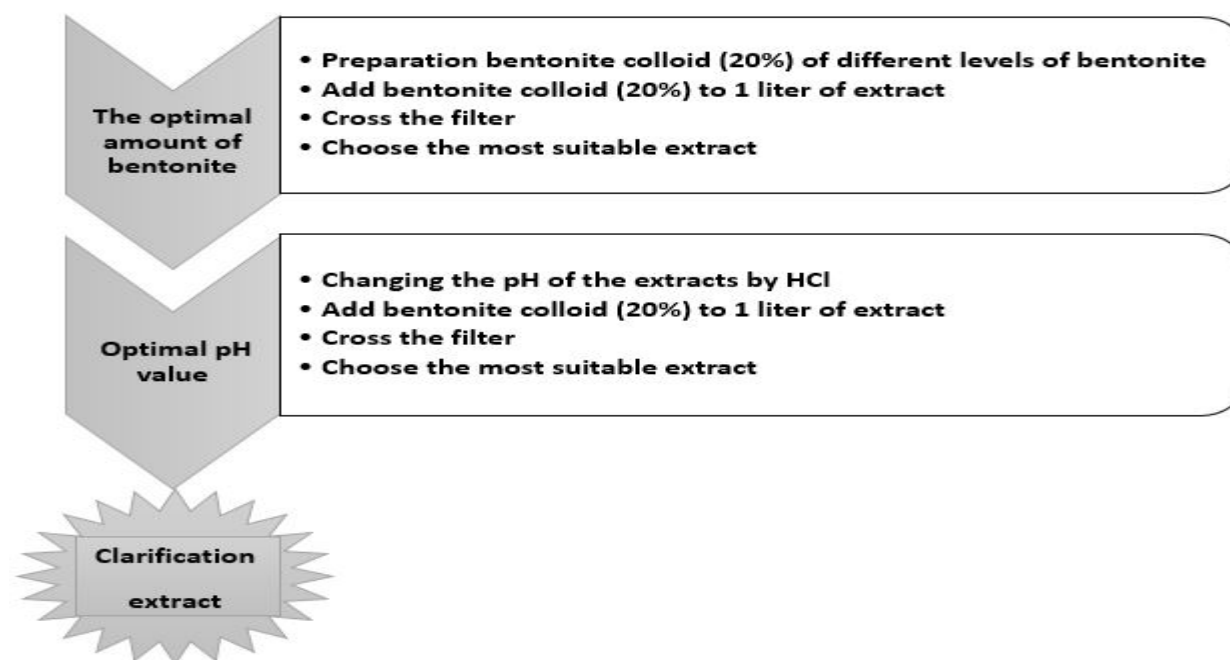 The optimal
amount of
bentonite
• Preparation bentonite colloid (20%) of different levels of bentonite
• Add bentonite colloid (20%) to 1 liter of extract
• Cross the filter
• Choose the most suitable extract
Optimal pH
value
• Changing the pH of the extracts by HCl
• Add bentonite colloid (20%) to 1 liter of extract
• Cross the filter
• Choose the most suitable extract
Clarification
extract